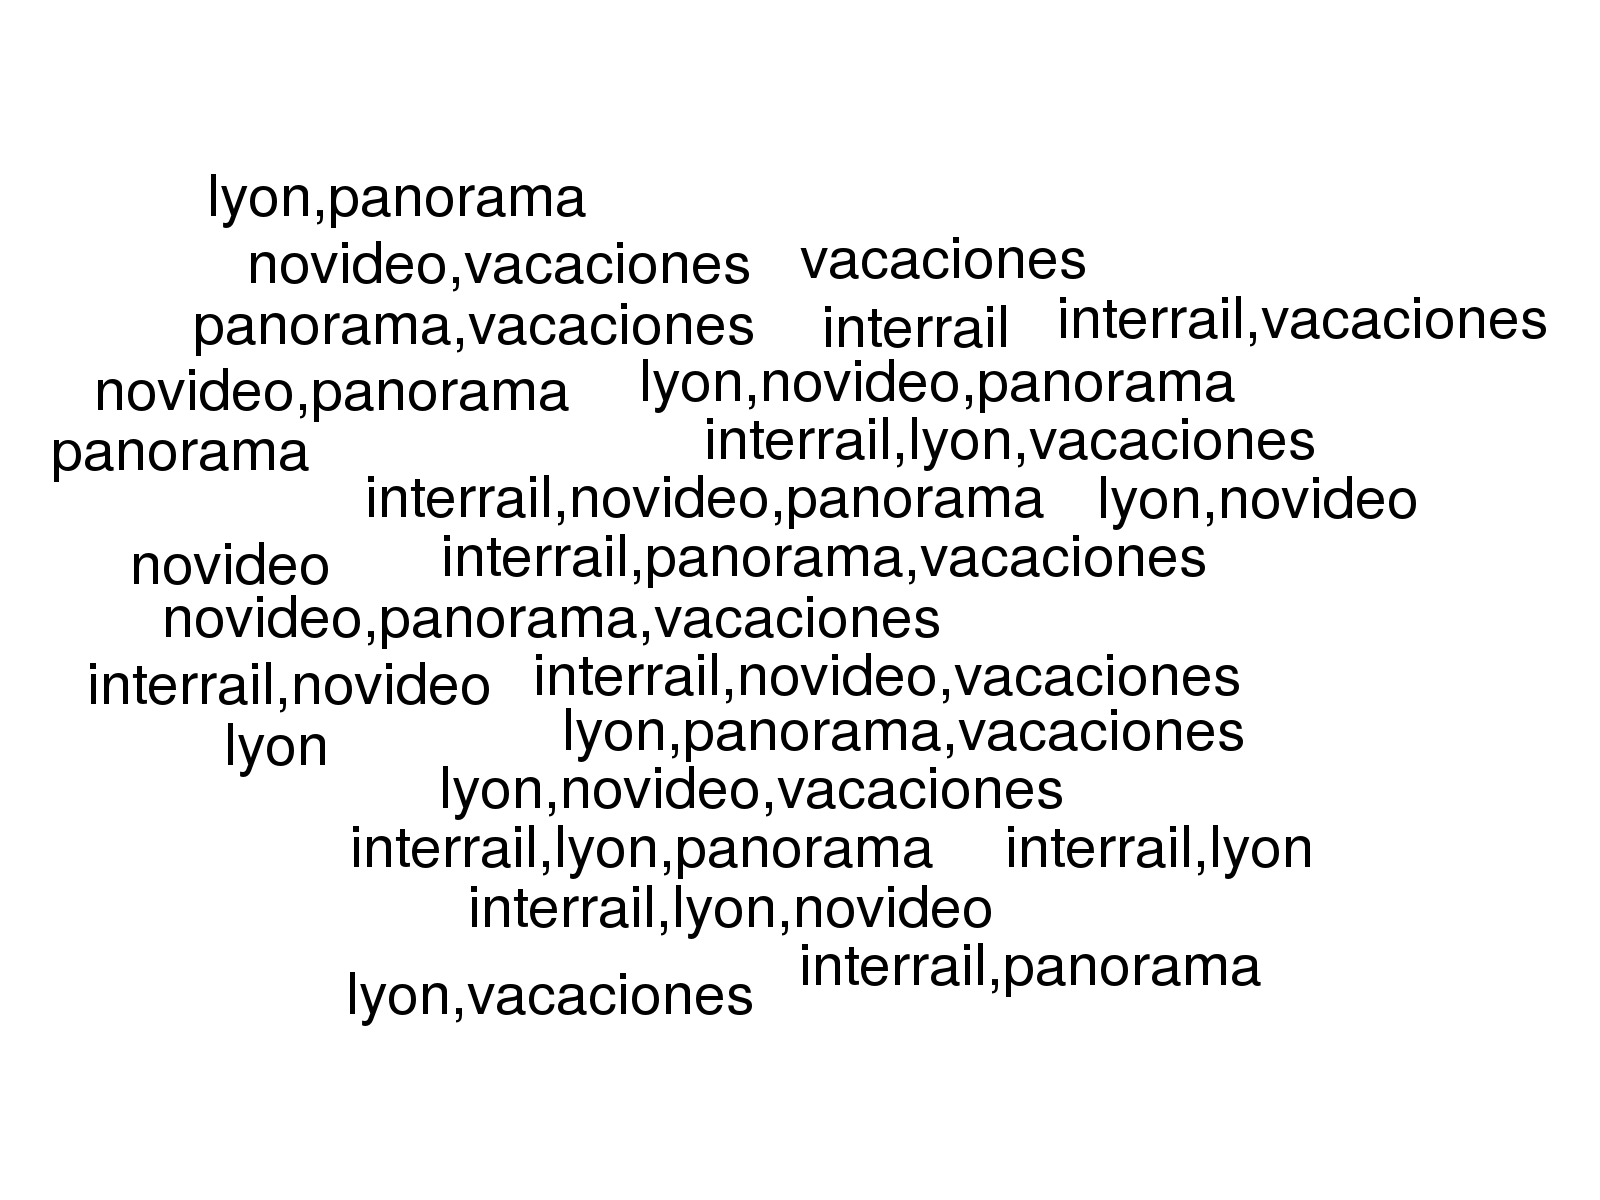 lyon,panorama
novideo,vacaciones
vacaciones
panorama,vacaciones
interrail
interrail,vacaciones
novideo,panorama
lyon,novideo,panorama
panorama
interrail,lyon,vacaciones
interrail,novideo,panorama
lyon,novideo
novideo
interrail,panorama,vacaciones
novideo,panorama,vacaciones
interrail,novideo
interrail,novideo,vacaciones
lyon
lyon,panorama,vacaciones
lyon,novideo,vacaciones
interrail,lyon,panorama
interrail,lyon
interrail,lyon,novideo
interrail,panorama
lyon,vacaciones